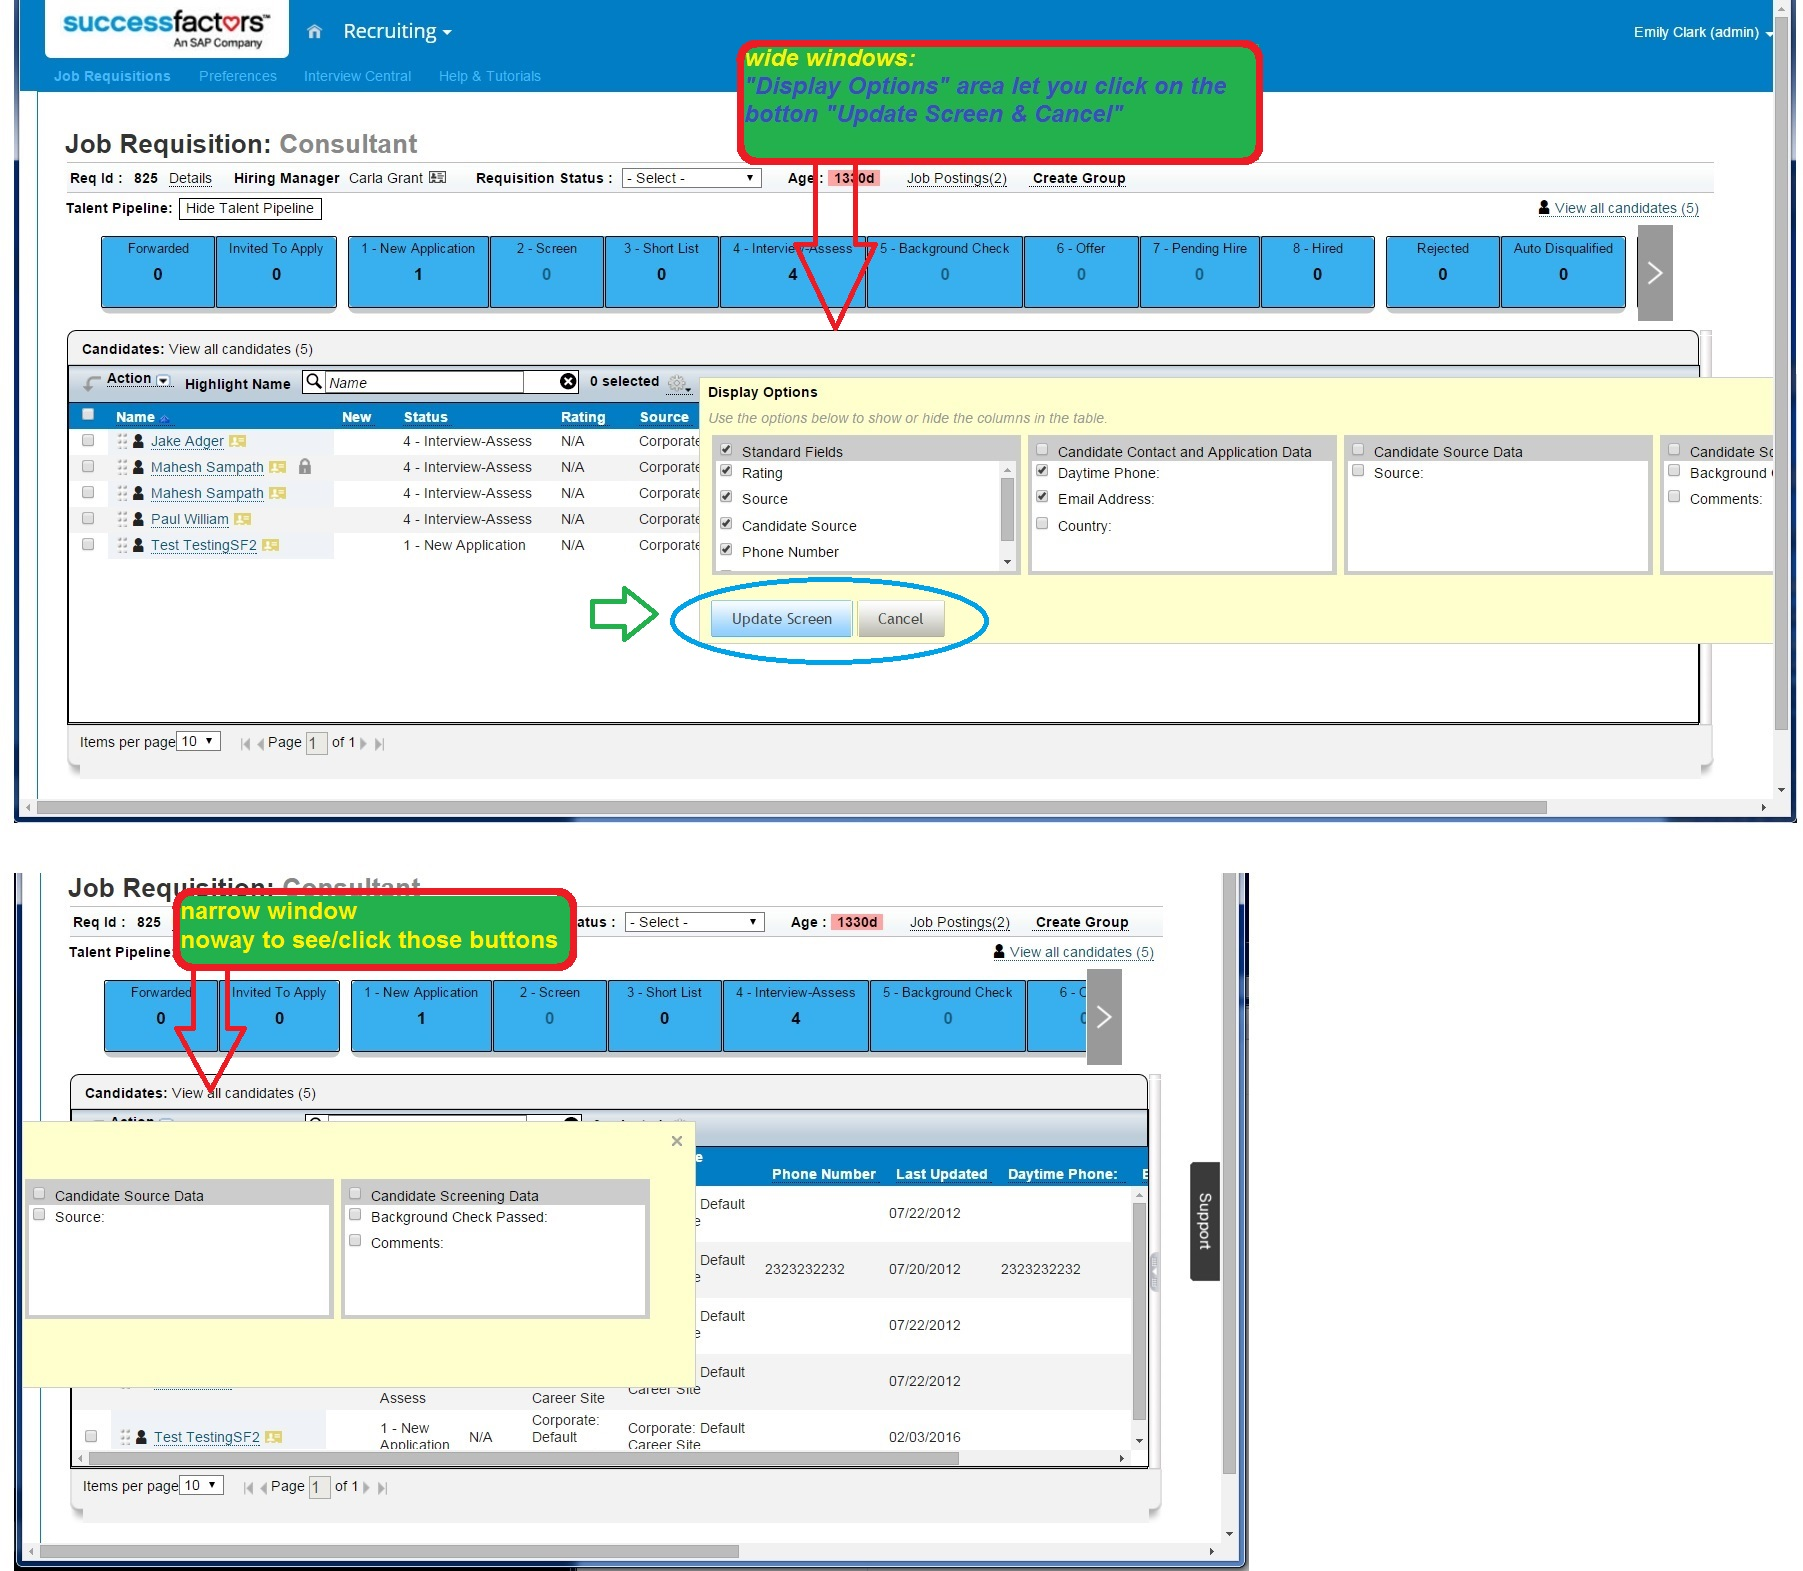 successfactors™
An SAP Company
Recruiting
Emily Clark (admin)
Job Requisitions Preferences Interview Central Help & Tutorials
wide windows:
"Display Options" area let you click on the
botton "Update Screen & Cancel"
Job Requisition: Consultant
Req Id : 825 Details Hiring Manager Carla Grant Requisition Status : - Select - Age : 1330d Job Postings(2) Create Group
Talent Pipeline: Hide Talent Pipeline View all candidates (5)
Forwarded Invited To Apply 1 - New Application 2 - Screen 3 - Short List 4 - Interview-Assess 5 - Background Check 6 - Offer 7 - Pending Hire 8 - Hired Rejected Auto Disqualified
0 0 1 0 0 4 0 0 0 0 0 0
Candidates: View all candidates (5)
Action Highlight Name Name 0 selected
Display Options
Use the options below to show or hide the columns in the table.
Name New Status Rating Source
Jake Adger 4 - Interview-Assess N/A Corporate
Mahesh Sampath 4 - Interview-Assess N/A Corporate
Mahesh Sampath 4 - Interview-Assess N/A Corporate
Paul William 4 - Interview-Assess N/A Corporate
Test TestingSF2 1 - New Application N/A Corporate
Standard Fields Candidate Contact and Application Data Candidate Source Data Candidate Sc
Rating Daytime Phone: Source: Background
Source Email Address: Comments:
Candidate Source Country:
Phone Number
Update Screen Cancel
Items per page 10 Page 1 of 1
Job Requisition: Consultant
narrow window
noway to see/click those buttons
Req Id : 825 atus : - Select - Age : 1330d Job Postings(2) Create Group
Talent Pipeline: View all candidates (5)
Forwarded Invited To Apply 1 - New Application 2 - Screen 3 - Short List 4 - Interview-Assess 5 - Background Check 6 - O
0 0 1 0 0 4 0 0
Candidates: View all candidates (5)
Action
e
Phone Number Last Updated Daytime Phone: E
Candidate Source Data Candidate Screening Data
Source: Background Check Passed:
Comments:
Default
e 07/22/2012
Default
e 2323232232 07/20/2012 2323232232
Default
e 07/22/2012
Default
Career Site 07/22/2012
Assess Career Site
Test TestingSF2 1 - New Application N/A Corporate: Default Corporate: Default Career Site 02/03/2016
Support
Items per page 10 Page 1 of 1